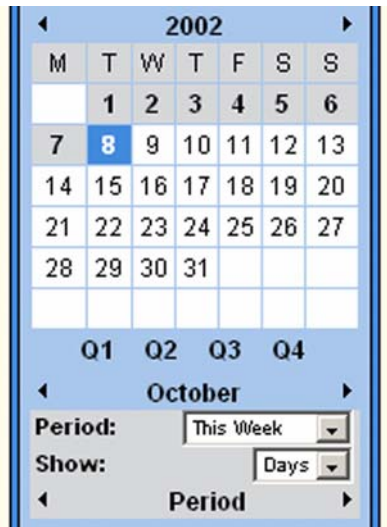 2002
M T W T F S S
1 2 3 4 5 6
7 8 9 10 11 12 13
14 15 16 17 18 19 20
21 22 23 24 25 26 27
28 29 30 31
Q1 Q2 Q3 Q4
October
Period: This Week
Show: Days
Period